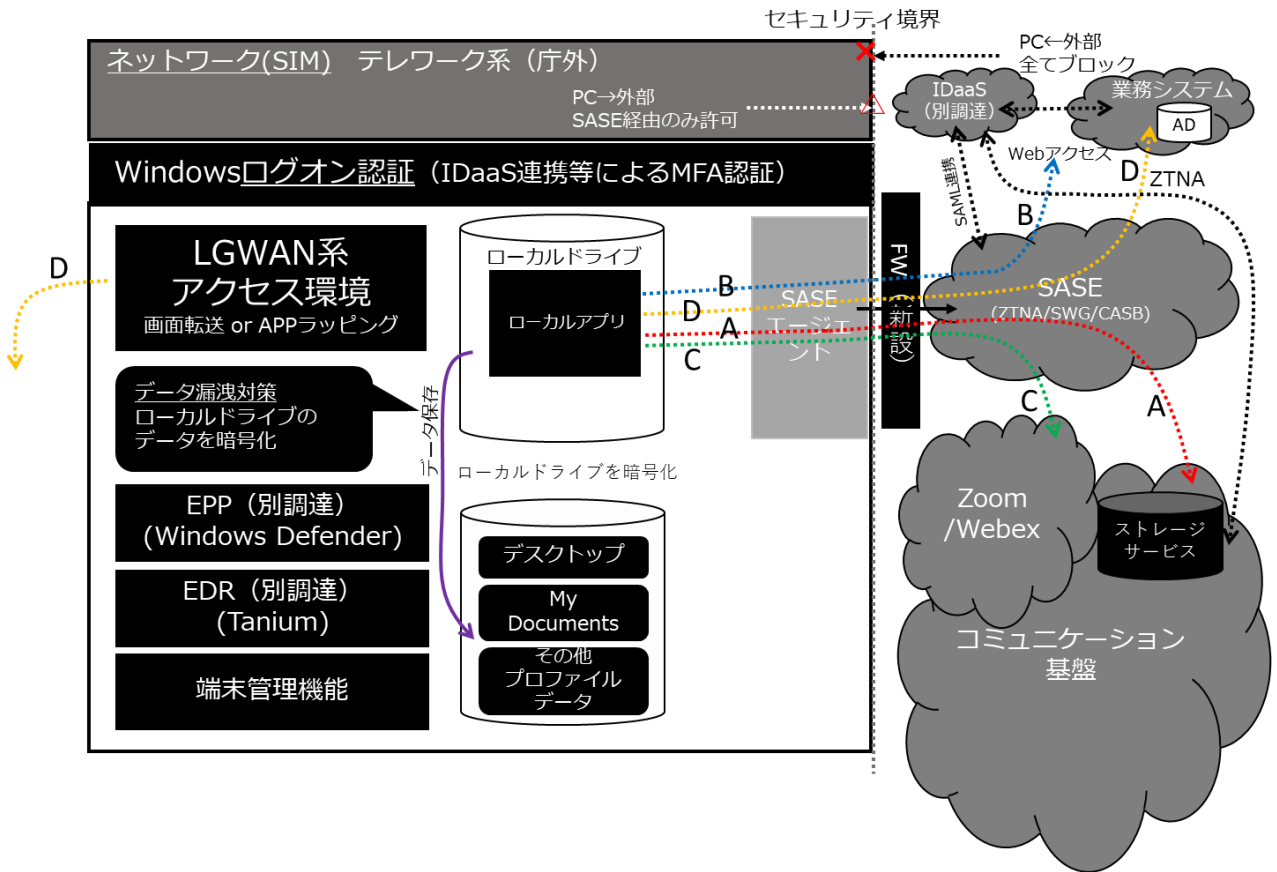 セキュリティ境界
ネットワーク(SIM)　テレワーク系（庁外）
PC→外部
SASE経由のみ許可
PC←外部
全てブロック
IDaaS
（別調達）
業務システム
AD
Windowsログオン認証（IDaaS連携等によるMFA認証）
Webアクセス
D
ZTNA
SAML連携
B
LGWAN系
アクセス環境
画面転送 or APPラッピング
D
ローカルドライブ
ローカルアプリ
B
D
A
C
SASE
エージェ
ント
FW（新設）
SASE
(ZTNA/SWG/CASB)
C
A
データ漏洩対策
ローカルドライブの
データを暗号化
データ保存
ローカルドライブを暗号化
EPP（別調達）
(Windows Defender)
EDR（別調達）
(Tanium)
端末管理機能
デスクトップ
My
Documents
その他
プロファイル
データ
Zoom
/Webex
ストレージ
サービス
コミュニケーション
基盤